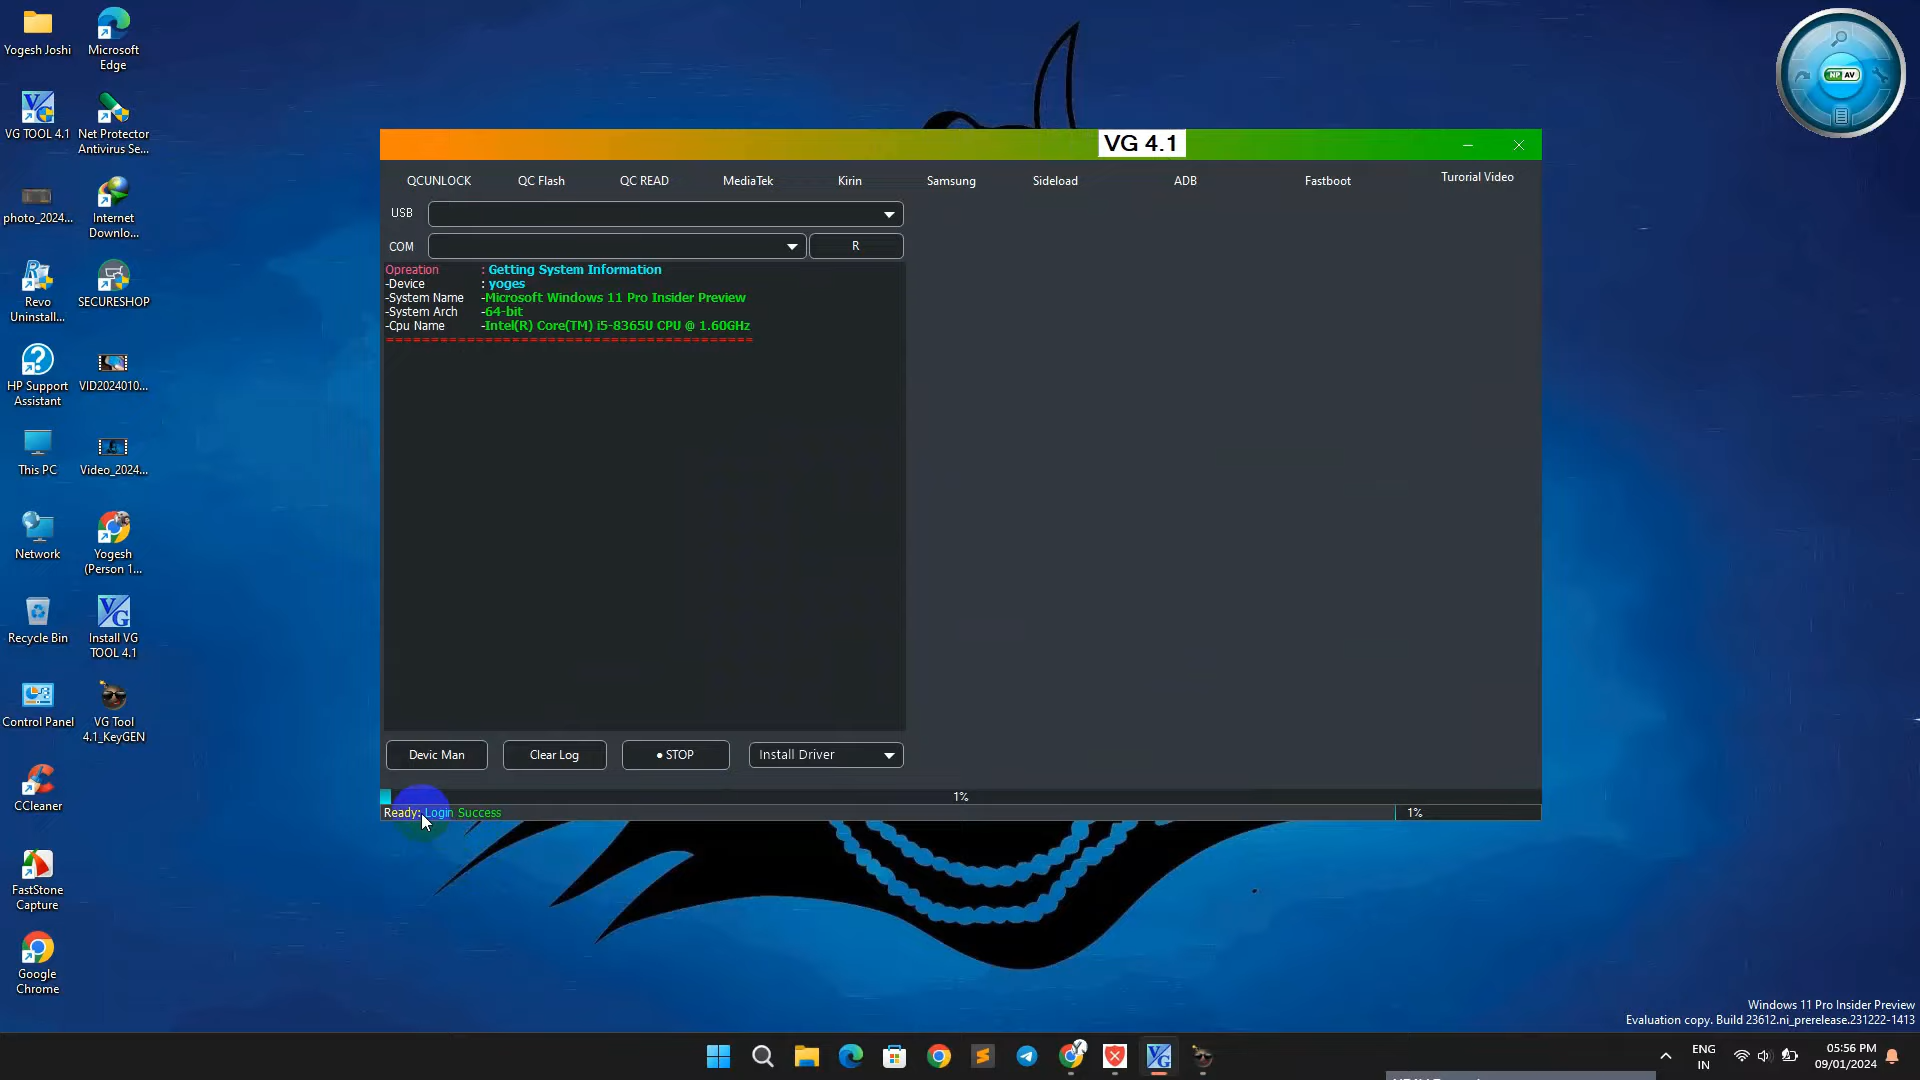 Yogesh Joshi
Microsoft
Edge
VG TOOL 4.1
Net Protector
Antivirus Se...
photo_2024...
Internet
Downlo...
Revo
Uninstall...
SECURESHOP
HP Support
Assistant
VID2024010...
This PC
Video_2024...
Network
Yogesh
(Person 1...
Recycle Bin
Install VG
TOOL 4.1
Control Panel
VG Tool
4.1_KeyGEN
CCleaner
FastStone
Capture
Google
Chrome
NP AV
VG 4.1
QCUNLOCK QC Flash QC READ MediaTek Kirin Samsung Sideload ADB Fastboot Turorial Video
USB
COM R
Opreation : Getting System Information
-Device : yoges
-System Name -Microsoft Windows 11 Pro Insider Preview
-System Arch -64-bit
-Cpu Name -Intel(R) Core(TM) i5-8365U CPU @ 1.60GHz
Devic Man Clear Log ● STOP Install Driver
1%
Ready: Login Success 1%
Windows 11 Pro Insider Preview
Evaluation copy. Build 23612.ni_prerelease.231222-1413
ENG
IN
05:56 PM
09/01/2024